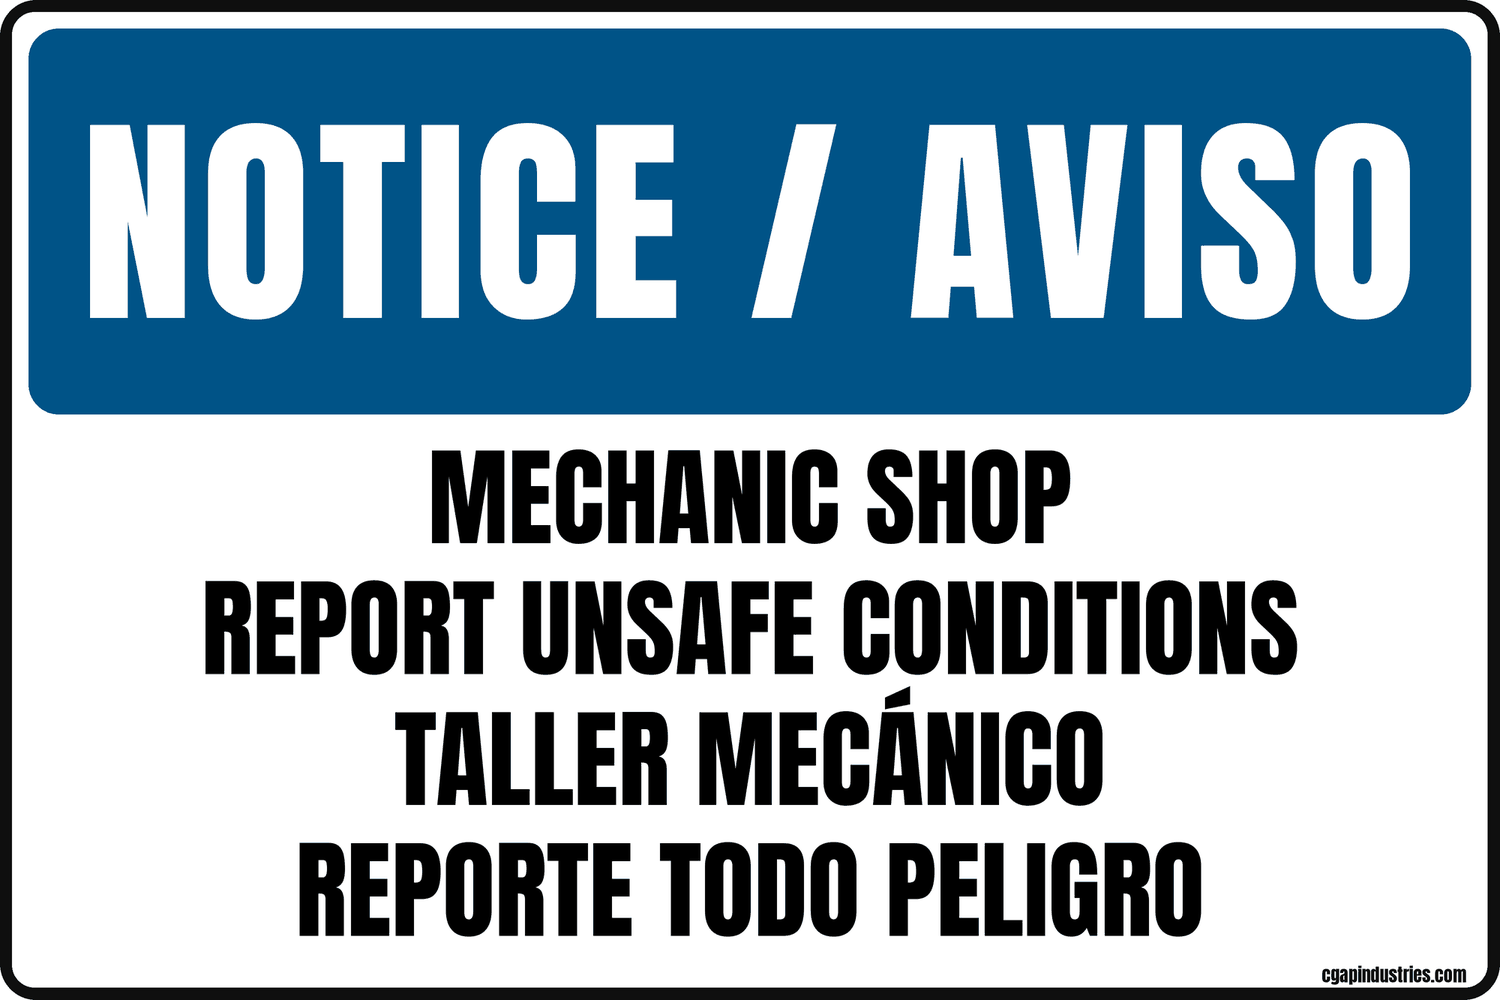 NOTICE / AVISO
MECHANIC SHOP
REPORT UNSAFE CONDITIONS
TALLER MECÁNICO
REPORTE TODO PELIGRO
cgapindustries.com